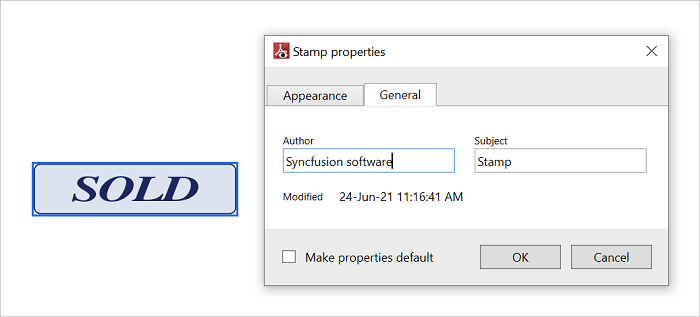 Stamp properties
Appearance General
Author Subject
Syncfusion software Stamp
SOLD
Modified 24-Jun-21 11:16:41 AM
Make properties default OK Cancel